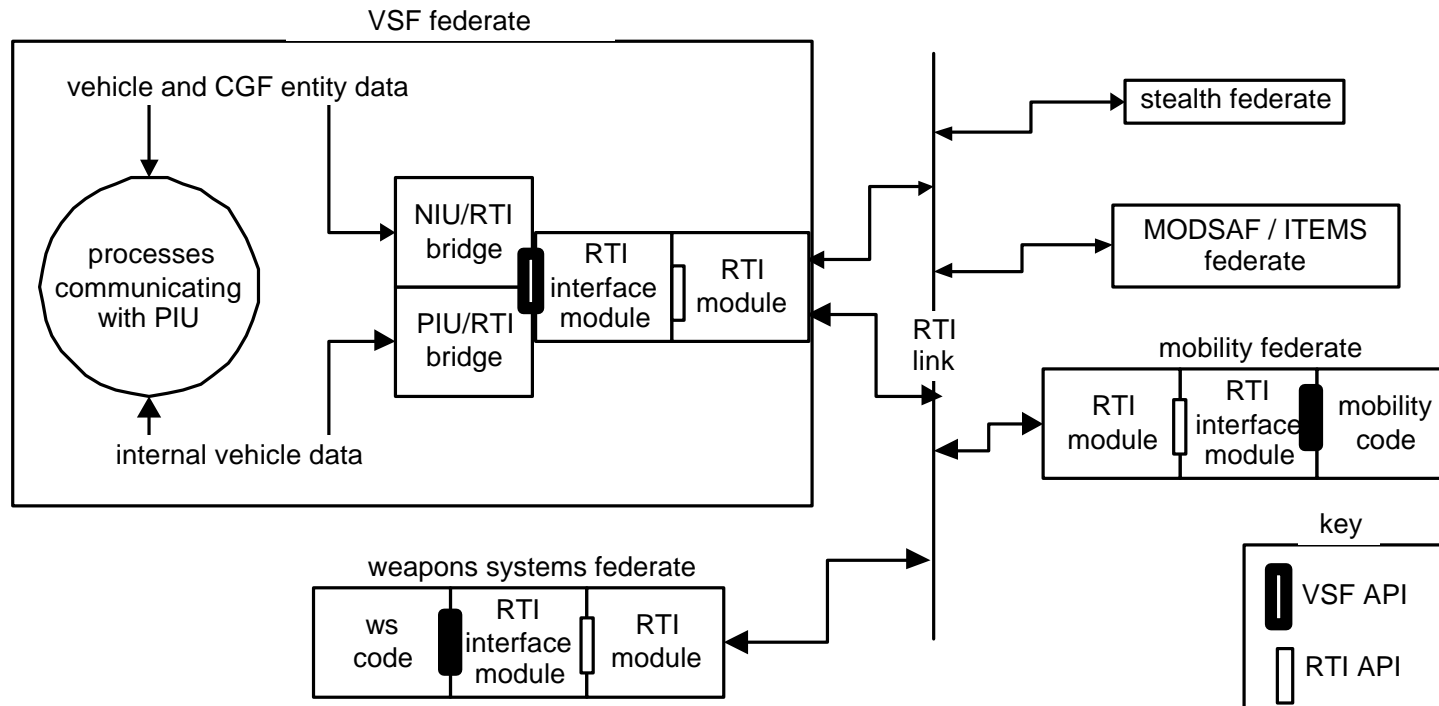 VSF federate
vehicle and CGF entity data
processes
communicating
with PIU
internal vehicle data
NIU/RTI
bridge
PIU/RTI
bridge
RTI
interface
module
RTI
module
RTI
link
stealth federate
MODSAF / ITEMS
federate
mobility federate
RTI
module
RTI
interface
module
mobility
code
weapons systems federate
ws
code
RTI
interface
module
RTI
module
key
VSF API
RTI API